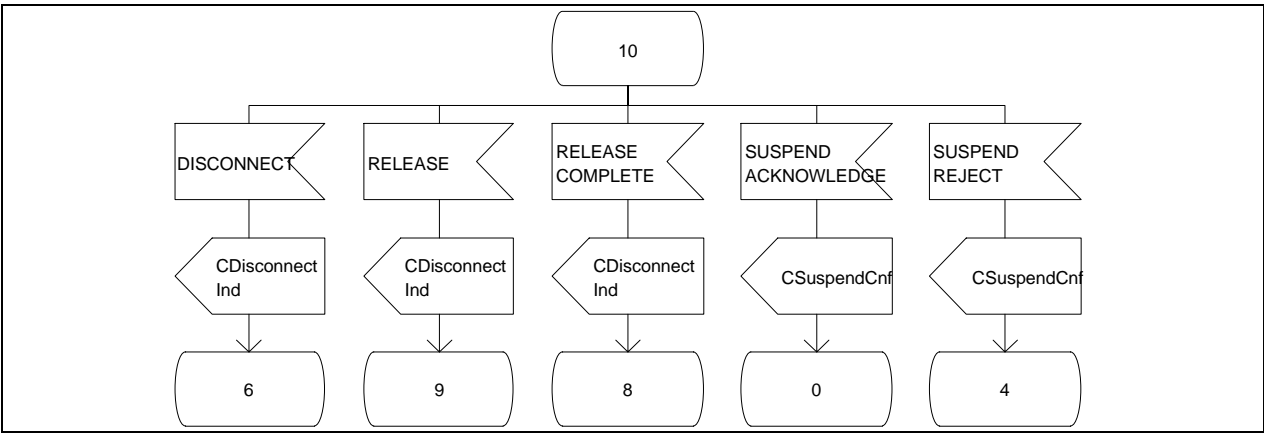 10
DISCONNECT
RELEASE
RELEASE
COMPLETE
SUSPEND
ACKNOWLEDGE
SUSPEND
REJECT
CDisconnect
Ind
CDisconnect
Ind
CDisconnect
Ind
CSuspendCnf
CSuspendCnf
6
9
8
0
4